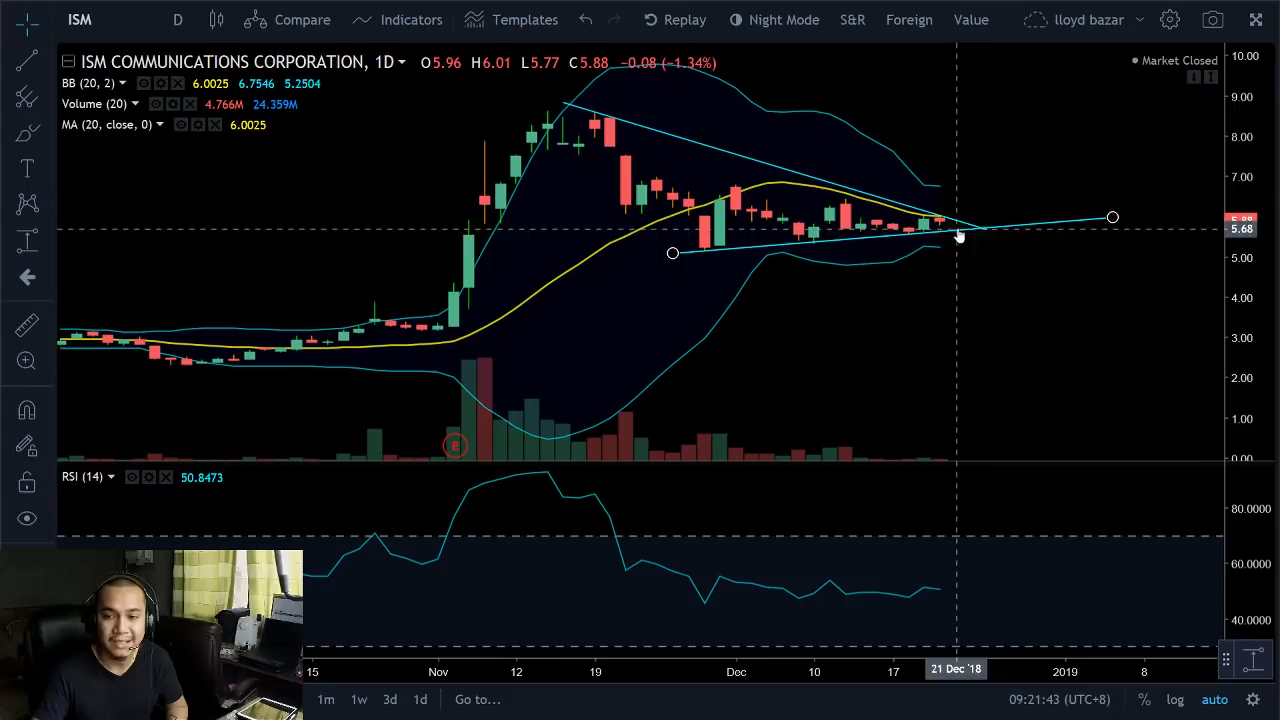 ISM D Compare Indicators Templates Replay Night Mode S&R Foreign Value lloyd bazar
ISM COMMUNICATIONS CORPORATION, 1D O5.96 H6.01 L5.77 C5.88 −0.08 (−1.34%) Market Closed
BB (20, 2) 6.0025 6.7546 5.2504
Volume (20) 4.766M 24.359M
MA (20, close, 0) 6.0025
10.00
9.00
8.00
7.00
5.88
5.68
5.00
4.00
3.00
2.00
1.00
0.00
E
RSI (14) 50.8473
80.0000
60.0000
40.0000
15 Nov 12 19 Dec 10 17 21 Dec '18 2019 8
1m 1w 3d 1d Go to... 09:21:43 (UTC+8) % log auto